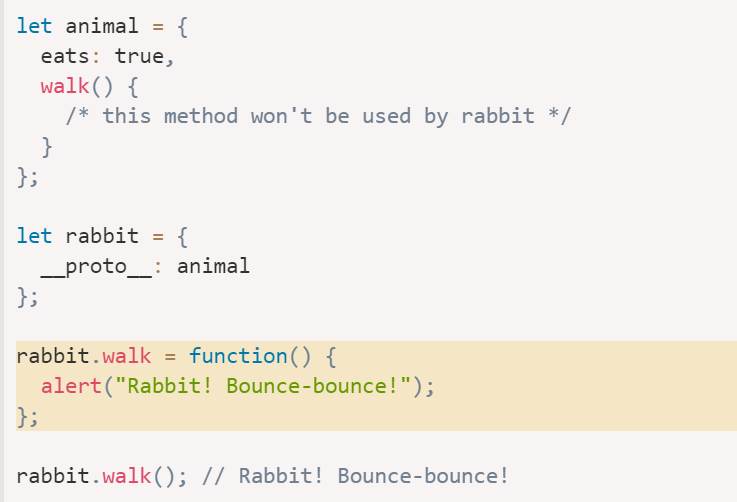 let animal = {
  eats: true,
  walk() {
    /* this method won't be used by rabbit */
  }
};

let rabbit = {
  __proto__: animal
};

rabbit.walk = function() {
  alert("Rabbit! Bounce-bounce!");
};

rabbit.walk(); // Rabbit! Bounce-bounce!